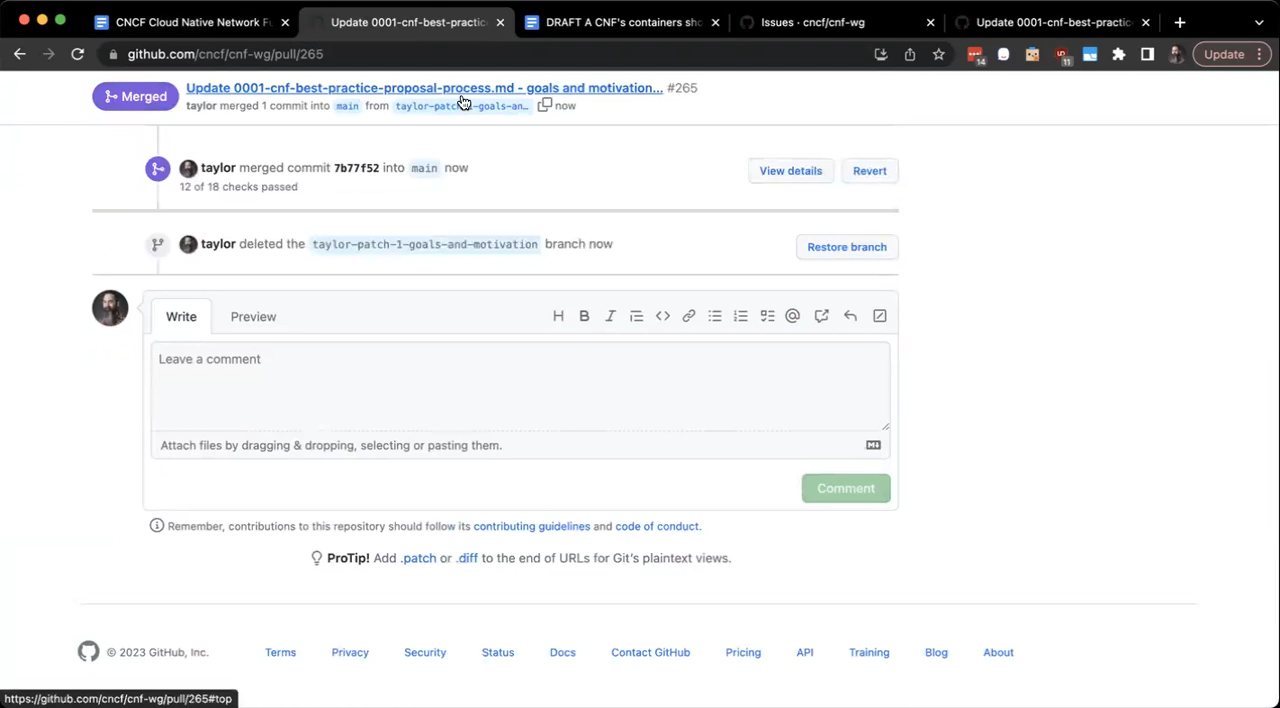 CNCF Cloud Native Network Fu
Update 0001-cnf-best-practic
DRAFT A CNF's containers sho
Issues · cncf/cnf-wg
Update 0001-cnf-best-practic
github.com/cncf/cnf-wg/pull/265
14
11
Update
Merged
Update 0001-cnf-best-practice-proposal-process.md - goals and motivation... #265
taylor merged 1 commit into main from taylor-patch-1-goals-an... now
taylor merged commit 7b77f52 into main now
12 of 18 checks passed
View details
Revert
taylor deleted the taylor-patch-1-goals-and-motivation branch now
Restore branch
Write
Preview
Leave a comment
Attach files by dragging & dropping, selecting or pasting them.
Comment
Remember, contributions to this repository should follow its contributing guidelines and code of conduct.
ProTip! Add .patch or .diff to the end of URLs for Git's plaintext views.
© 2023 GitHub, Inc.
Terms
Privacy
Security
Status
Docs
Contact GitHub
Pricing
API
Training
Blog
About
https://github.com/cncf/cnf-wg/pull/265#top